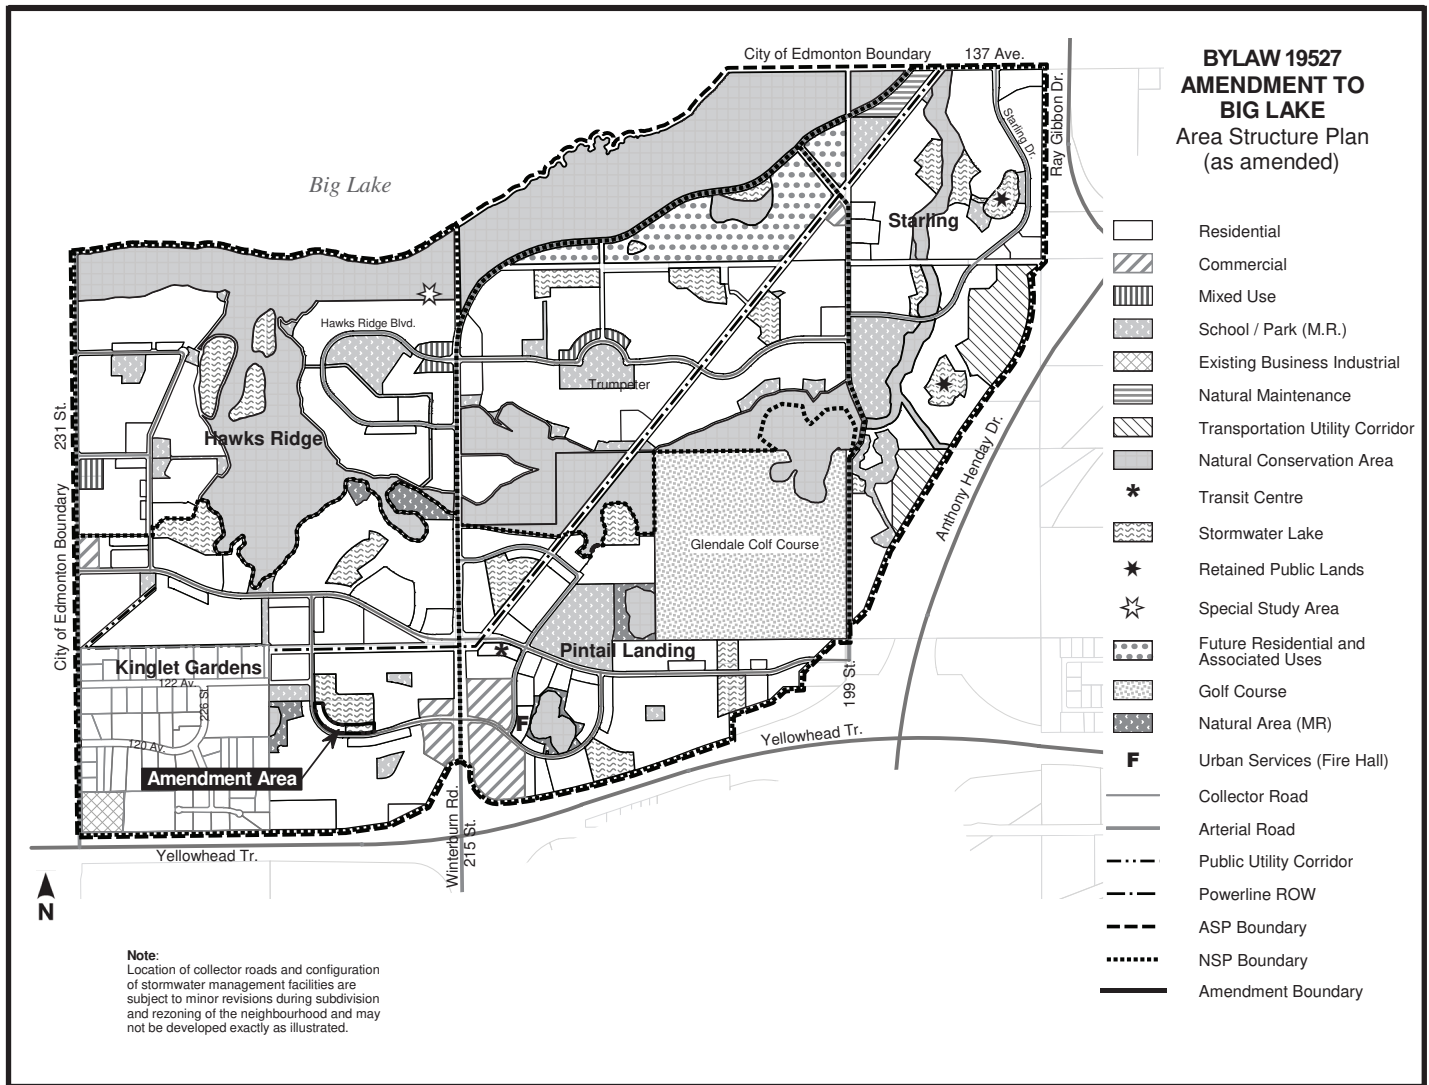 City of Edmonton Boundary
137 Ave.
BYLAW 19527
AMENDMENT TO
BIG LAKE
Area Structure Plan
(as amended)
Ray Gibbon Dr.
Starling Dr.
Big Lake
Starling
Hawks Ridge Blvd.
Trumpeter
231 St.
Hawks Ridge
Anthony Henday Dr.
City of Edmonton Boundary
Glendale Colf Course
Kinglet Gardens
Pintail Landing
122 Av.
226 St.
199 St.
120 Av.
F
Yellowhead Tr.
Amendment Area
Winterburn Rd.
215 St.
Yellowhead Tr.
N
Residential
Commercial
Mixed Use
School / Park (M.R.)
Existing Business Industrial
Natural Maintenance
Transportation Utility Corridor
Natural Conservation Area
Transit Centre
Stormwater Lake
Retained Public Lands
Special Study Area
Future Residential and
Associated Uses
Golf Course
Natural Area (MR)
F
Urban Services (Fire Hall)
Collector Road
Arterial Road
Public Utility Corridor
Powerline ROW
ASP Boundary
NSP Boundary
Amendment Boundary
Note:
Location of collector roads and configuration
of stormwater management facilities are
subject to minor revisions during subdivision
and rezoning of the neighbourhood and may
not be developed exactly as illustrated.